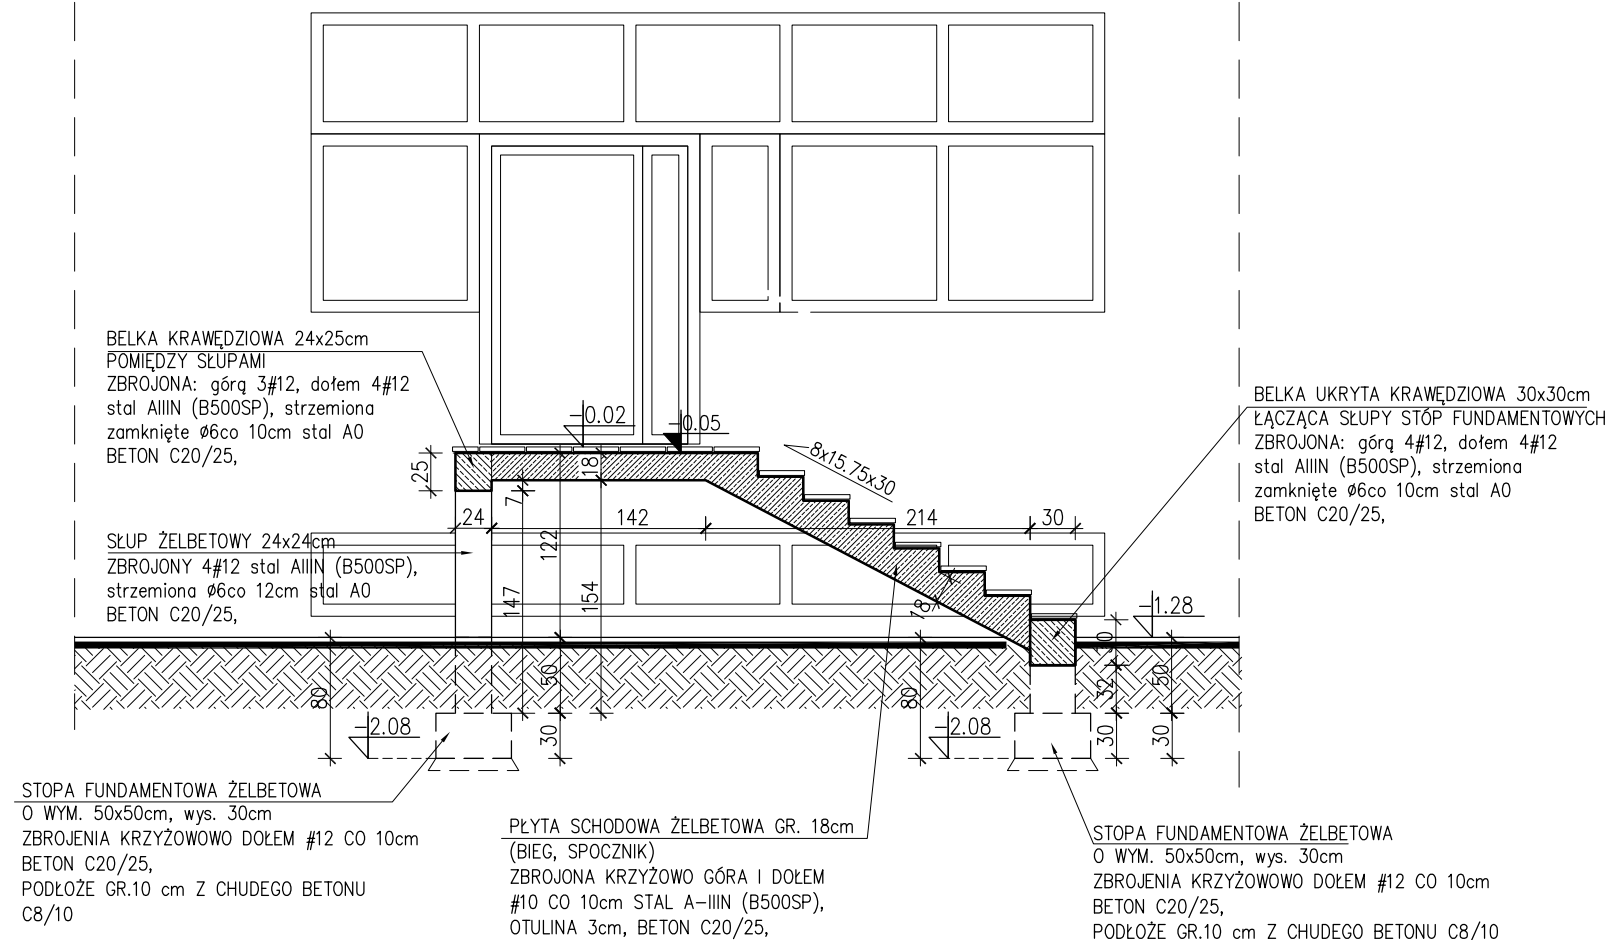 BELKA KRAWĘDZIOWA 24x25cm
POMIĘDZY SŁUPAMI
ZBROJONA: górą 3#12, dołem 4#12
stal AIIIN (B500SP), strzemiona
zamknięte ø6co 10cm stal A0
BETON C20/25,
SŁUP ŻELBETOWY 24x24cm
ZBROJONY 4#12 stal AIIIN (B500SP),
strzemiona ø6co 12cm stal A0
BETON C20/25,
BELKA UKRYTA KRAWĘDZIOWA 30x30cm
ŁĄCZĄCA SŁUPY STÓP FUNDAMENTOWYCH
ZBROJONA: górą 4#12, dołem 4#12
stal AIIIN (B500SP), strzemiona
zamknięte ø6co 10cm stal A0
BETON C20/25,
-0.02
-0.05
8x15.75x30
25
18
7
24
142
214
30
122
147
154
18
-1.28
30
80
50
80
32
50
-2.08
30
-2.08
30
30
STOPA FUNDAMENTOWA ŻELBETOWA
O WYM. 50x50cm, wys. 30cm
ZBROJENIA KRZYŻOWOWO DOŁEM #12 CO 10cm
BETON C20/25,
PODŁOŻE GR.10 cm Z CHUDEGO BETONU
C8/10
PŁYTA SCHODOWA ŻELBETOWA GR. 18cm
(BIEG, SPOCZNIK)
ZBROJONA KRZYŻOWO GÓRA I DOŁEM
#10 CO 10cm STAL A-IIIN (B500SP),
OTULINA 3cm, BETON C20/25,
STOPA FUNDAMENTOWA ŻELBETOWA
O WYM. 50x50cm, wys. 30cm
ZBROJENIA KRZYŻOWOWO DOŁEM #12 CO 10cm
BETON C20/25,
PODŁOŻE GR.10 cm Z CHUDEGO BETONU C8/10